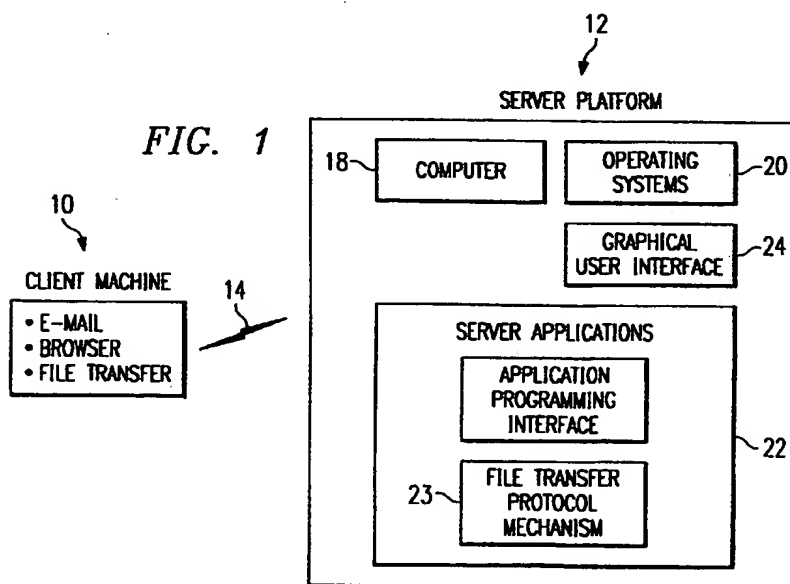 12
SERVER PLATFORM
FIG. 1
18
COMPUTER
OPERATING
SYSTEMS
20
GRAPHICAL
USER INTERFACE
24
10
CLIENT MACHINE
• E-MAIL
• BROWSER
• FILE TRANSFER
14
SERVER APPLICATIONS
APPLICATION
PROGRAMMING
INTERFACE
22
23
FILE TRANSFER
PROTOCOL
MECHANISM